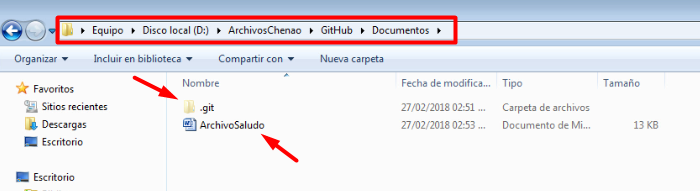 Equipo ▸ Disco local (D:) ▸ ArchivosChenao ▸ GitHub ▸ Documentos ▸
Organizar Incluir en biblioteca Compartir con Nueva carpeta
Favoritos
Sitios recientes
Descargas
Escritorio
Escritorio
Nombre Fecha de modifica... Tipo Tamaño
.git 27/02/2018 02:51 ... Carpeta de archivos
ArchivoSaludo 27/02/2018 02:53 ... Documento de Mi... 13 KB